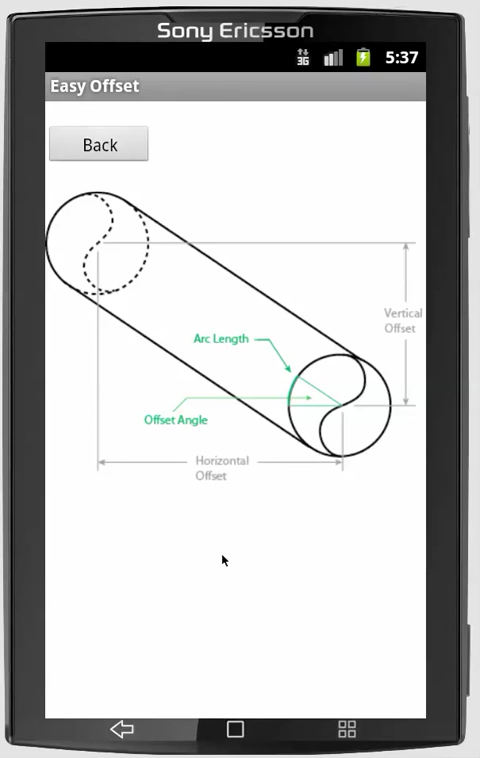 Sony Ericsson
3G
5:37
Easy Offset
Back
Vertical
Offset
Arc Length
Offset Angle
Horizontal
Offset